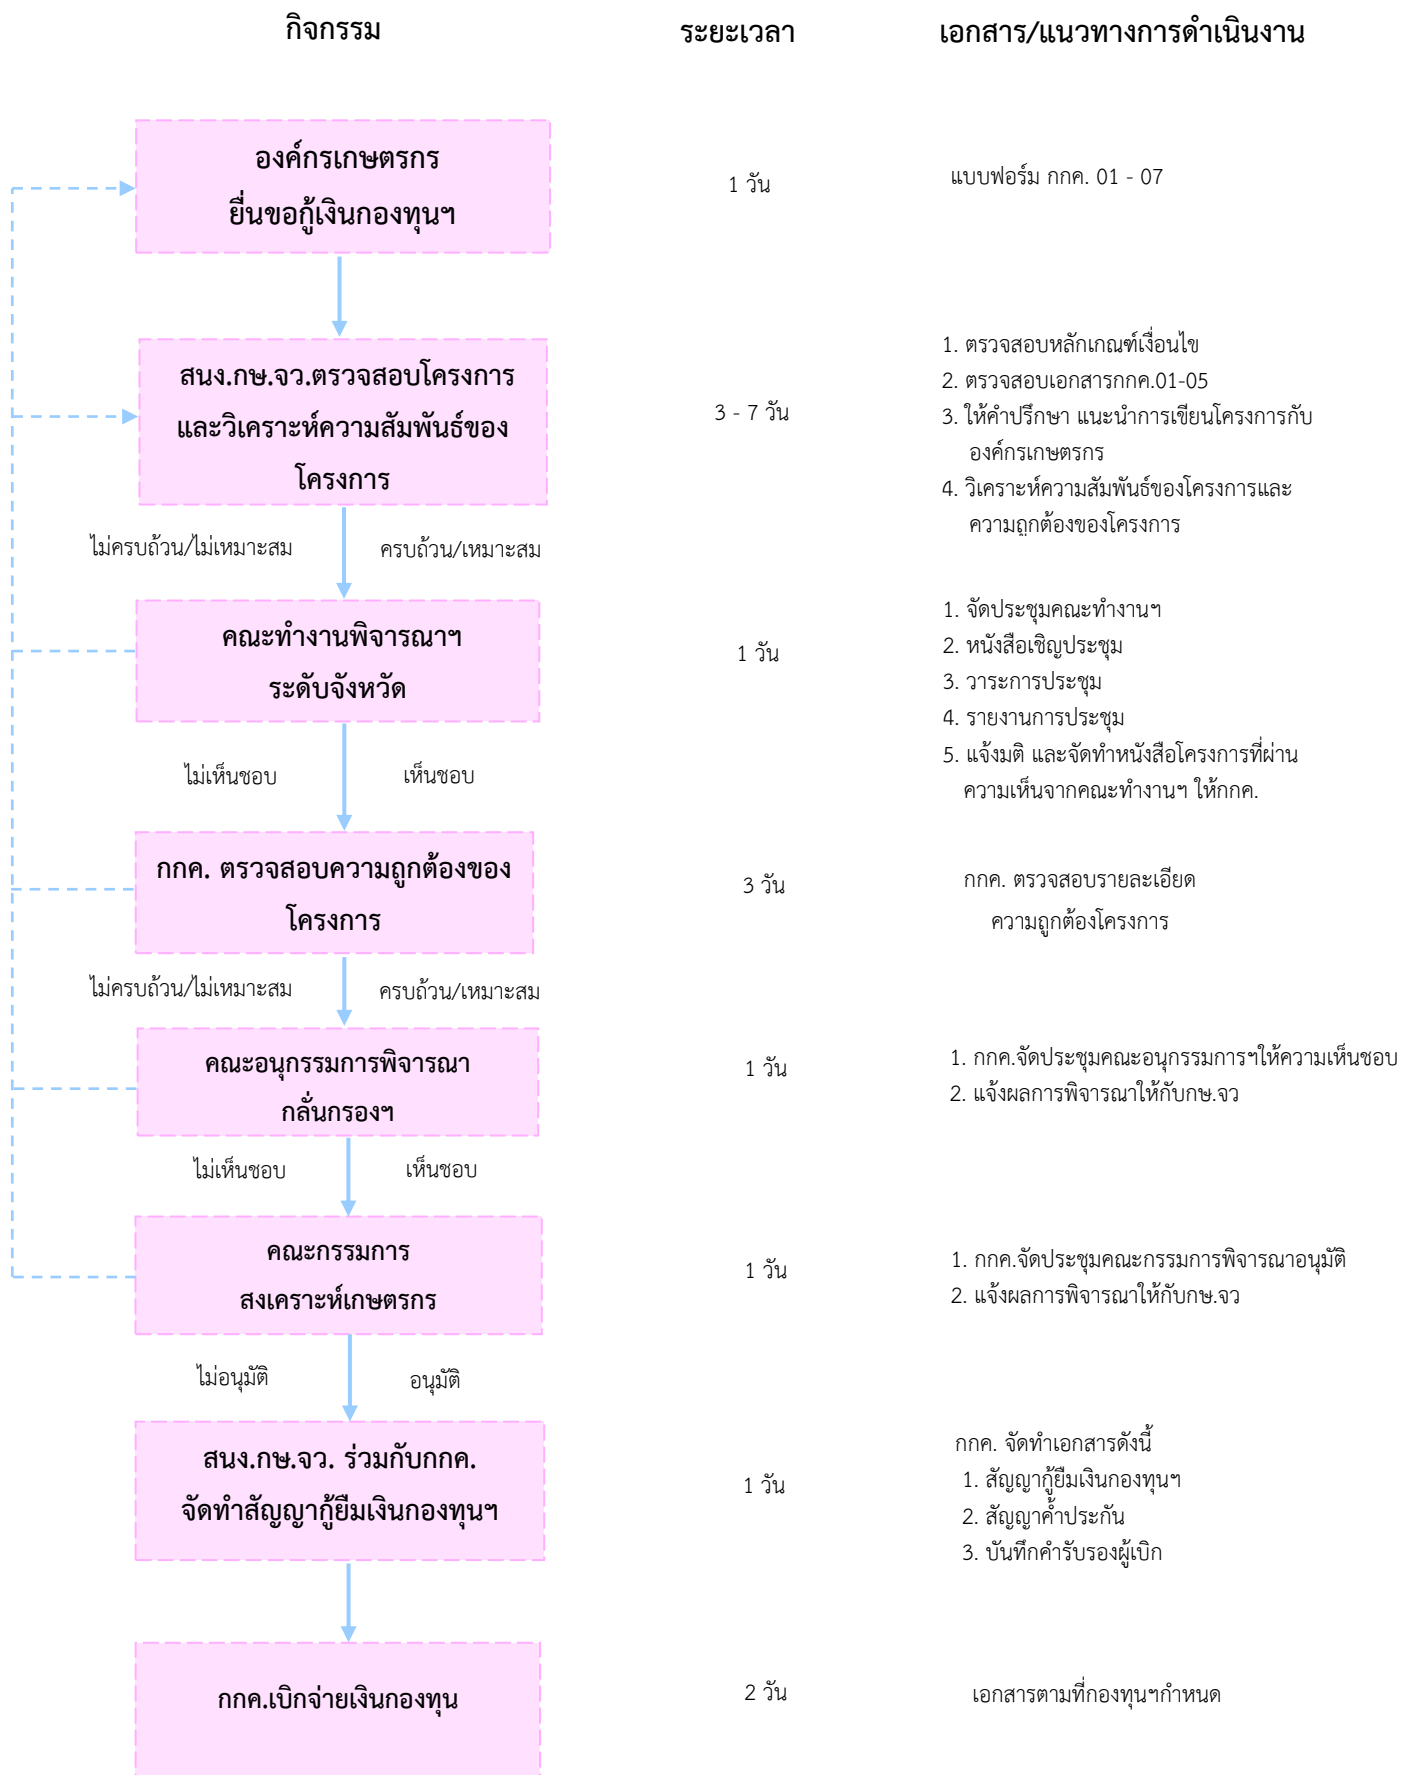 กิจกรรม
ระยะเวลา
เอกสาร/แนวทางการดำเนินงาน
องค์กรเกษตรกร
ยื่นขอกู้เงินกองทุนฯ
1 วัน
แบบฟอร์ม กกค. 01 - 07
สนง.กษ.จว.ตรวจสอบโครงการ
และวิเคราะห์ความสัมพันธ์ของ
โครงการ
3 - 7 วัน
1. ตรวจสอบหลักเกณฑ์เงื่อนไข
2. ตรวจสอบเอกสารกกค.01-05
3. ให้คำปรึกษา แนะนำการเขียนโครงการกับ
องค์กรเกษตรกร
4. วิเคราะห์ความสัมพันธ์ของโครงการและ
ความถูกต้องของโครงการ
ไม่ครบถ้วน/ไม่เหมาะสม
ครบถ้วน/เหมาะสม
คณะทำงานพิจารณาฯ
ระดับจังหวัด
1 วัน
1. จัดประชุมคณะทำงานฯ
2. หนังสือเชิญประชุม
3. วาระการประชุม
4. รายงานการประชุม
5. แจ้งมติ และจัดทำหนังสือโครงการที่ผ่าน
ความเห็นจากคณะทำงานฯ ให้กกค.
ไม่เห็นชอบ
เห็นชอบ
กกค. ตรวจสอบความถูกต้องของ
โครงการ
3 วัน
กกค. ตรวจสอบรายละเอียด
ความถูกต้องโครงการ
ไม่ครบถ้วน/ไม่เหมาะสม
ครบถ้วน/เหมาะสม
คณะอนุกรรมการพิจารณา
กลั่นกรองฯ
1 วัน
1. กกค.จัดประชุมคณะอนุกรรมการฯให้ความเห็นชอบ
2. แจ้งผลการพิจารณาให้กับกษ.จว
ไม่เห็นชอบ
เห็นชอบ
คณะกรรมการ
สงเคราะห์เกษตรกร
1 วัน
1. กกค.จัดประชุมคณะกรรมการพิจารณาอนุมัติ
2. แจ้งผลการพิจารณาให้กับกษ.จว
ไม่อนุมัติ
อนุมัติ
สนง.กษ.จว. ร่วมกับกกค.
จัดทำสัญญากู้ยืมเงินกองทุนฯ
1 วัน
กกค. จัดทำเอกสารดังนี้
1. สัญญากู้ยืมเงินกองทุนฯ
2. สัญญาค้ำประกัน
3. บันทึกคำรับรองผู้เบิก
กกค.เบิกจ่ายเงินกองทุน
2 วัน
เอกสารตามที่กองทุนฯกำหนด